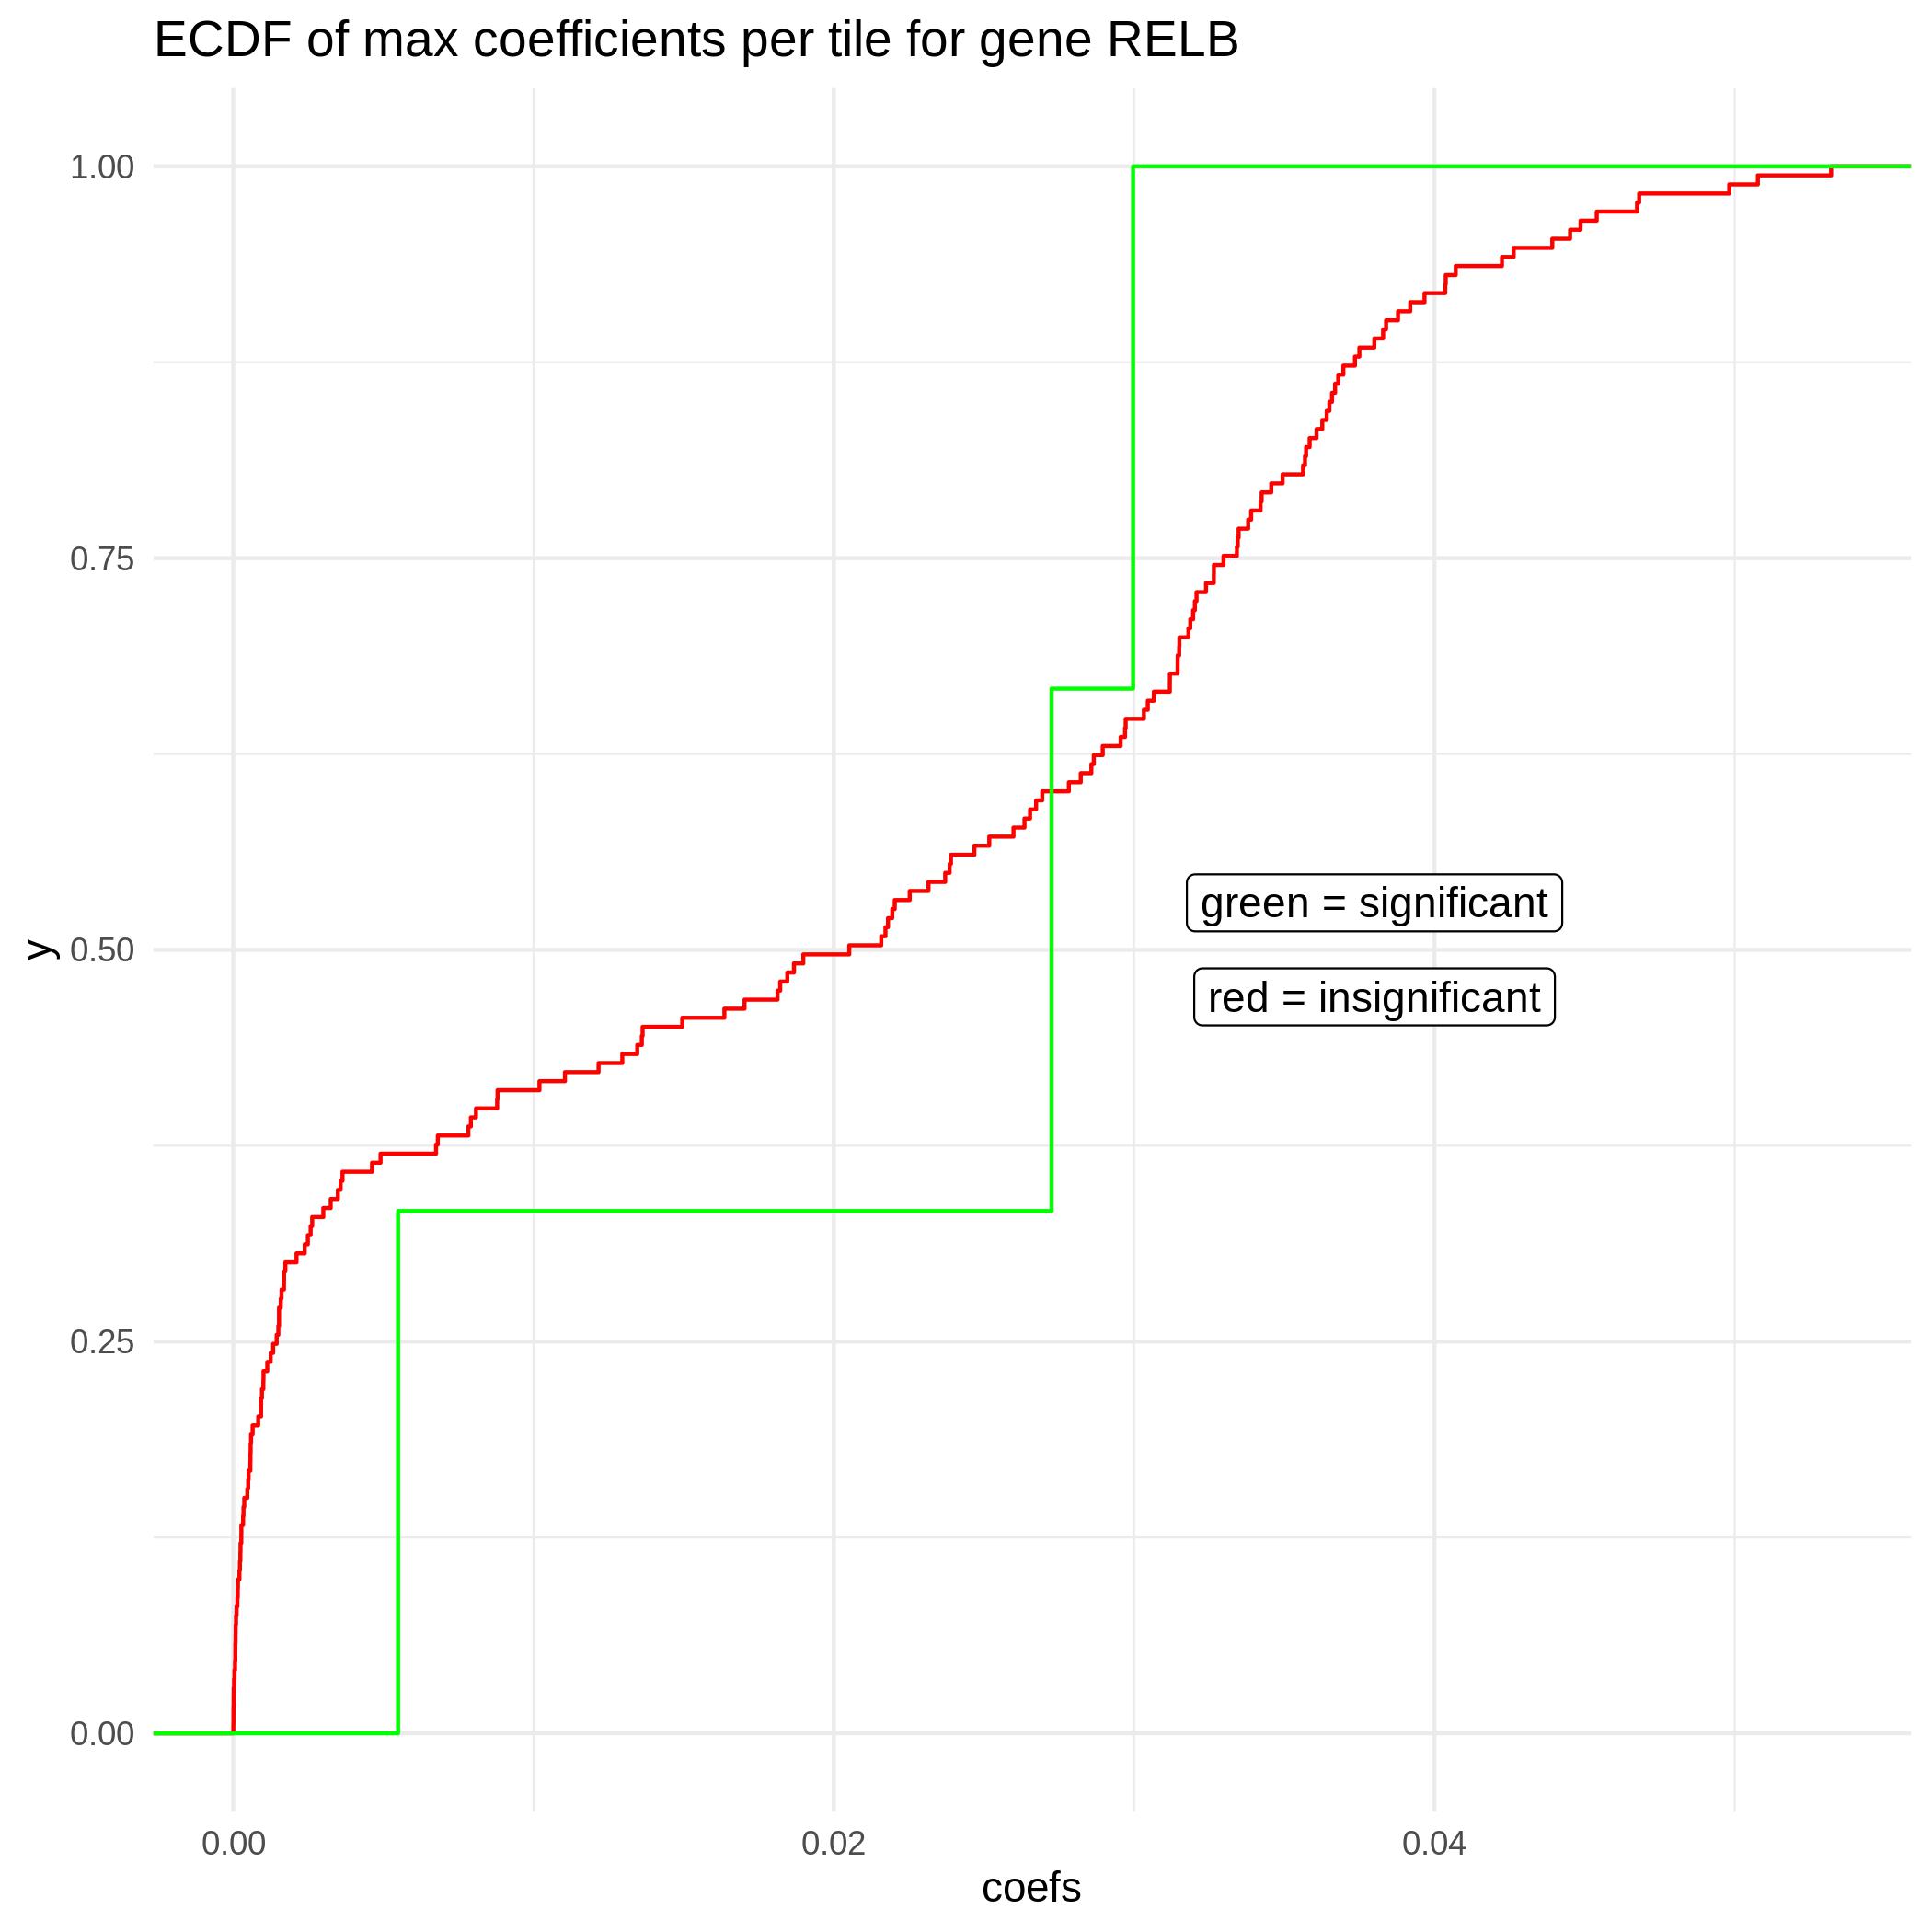 ECDF of max coefficients per tile for gene RELB
1.00
0.75
0.50
0.25
0.00
y
green = significant
red = insignificant
0.00
0.02
0.04
coefs